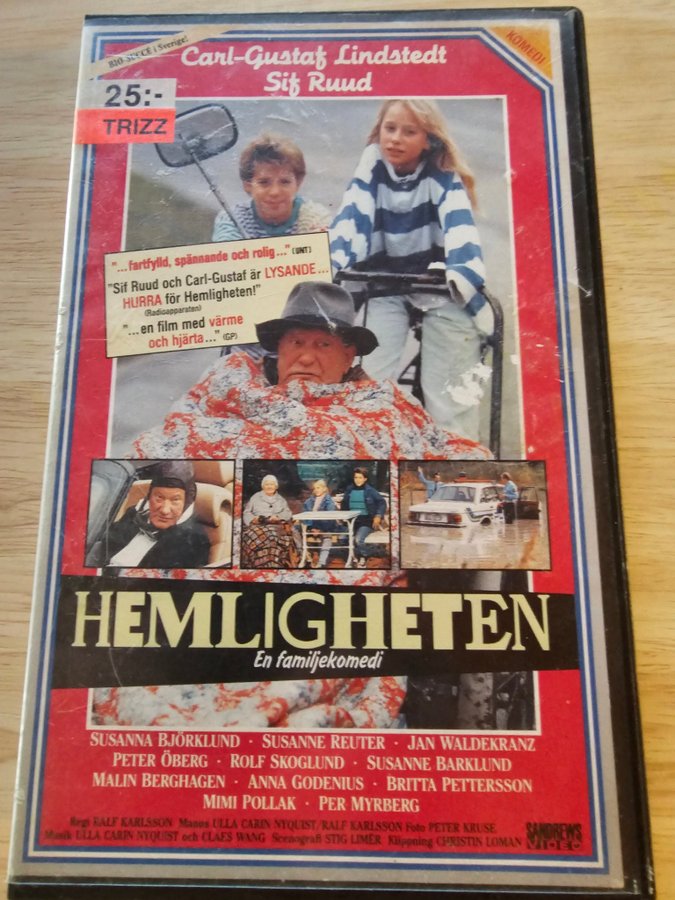 BIO-SUCCÉ i Sverige!
Carl-Gustaf Lindstedt
Sif Ruud
KOMEDI
25:-
TRIZZ
"...fartfylld, spännande och rolig..." (UNT)
"Sif Ruud och Carl-Gustaf är LYSANDE...
HURRA för Hemligheten!"
(Radioapparaten)
"...en film med värme
och hjärta..." (GP)
HEMLIGHETEN
En familjekomedi
SUSANNA BJÖRKLUND · SUSANNE REUTER · JAN WALDEKRANZ
PETER ÖBERG · ROLF SKOGLUND · SUSANNE BARKLUND
MALIN BERGHAGEN · ANNA GODENIUS · BRITTA PETTERSSON
MIMI POLLAK · PER MYRBERG
Regi RALF KARLSSON Manus ULLA CARIN NYQUIST/RALF KARLSSON Foto PETER KRUSE
Musik ULLA CARIN NYQUIST och CLAES WANG Scenografi STIG LIMÉR Klippning CHRISTIN LOMAN
SANDREWS
VIDEO